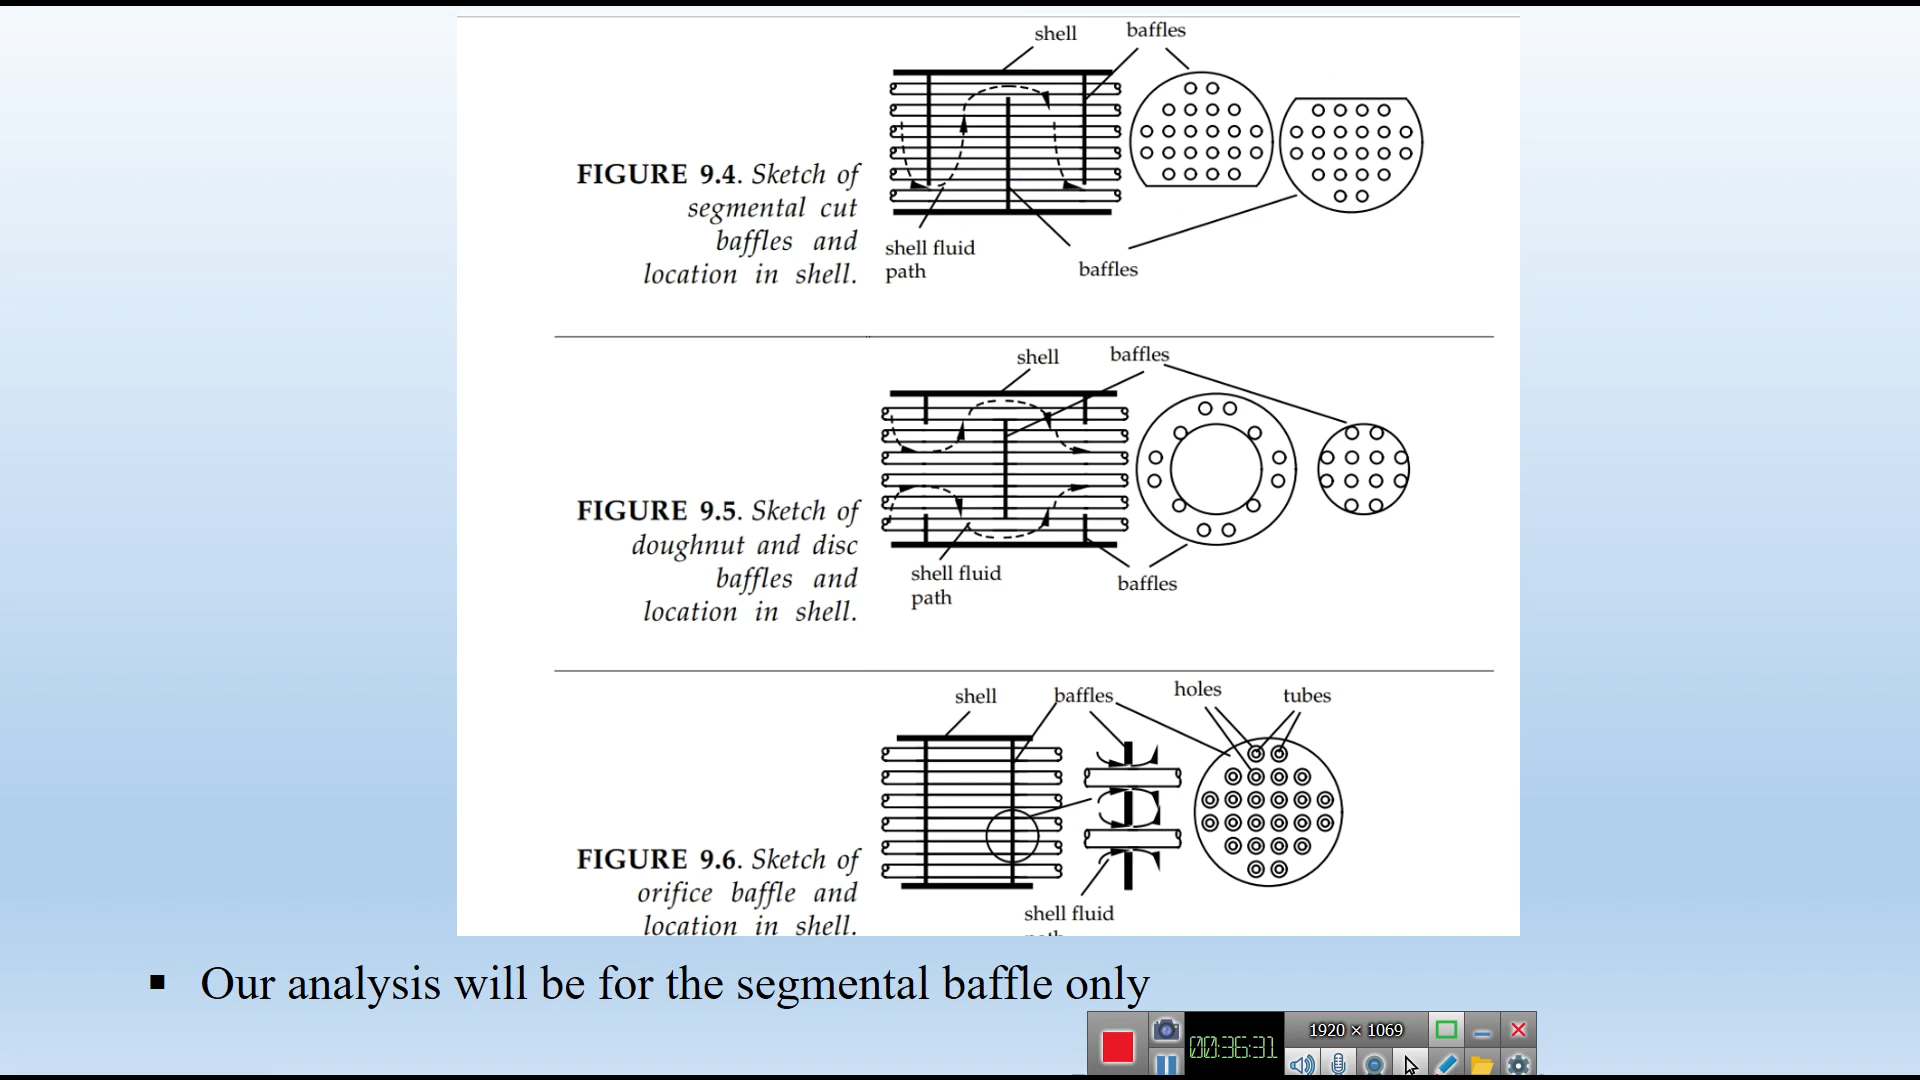 shell
baffles
FIGURE 9.4. Sketch of
segmental cut
baffles and
location in shell.
shell fluid
path
baffles
shell
baffles
FIGURE 9.5. Sketch of
doughnut and disc
baffles and
location in shell.
shell fluid
path
baffles
shell
baffles
holes
tubes
FIGURE 9.6. Sketch of
orifice baffle and
location in shell.
shell fluid
▪ Our analysis will be for the segmental baffle only
1920 × 1069
00:36:31